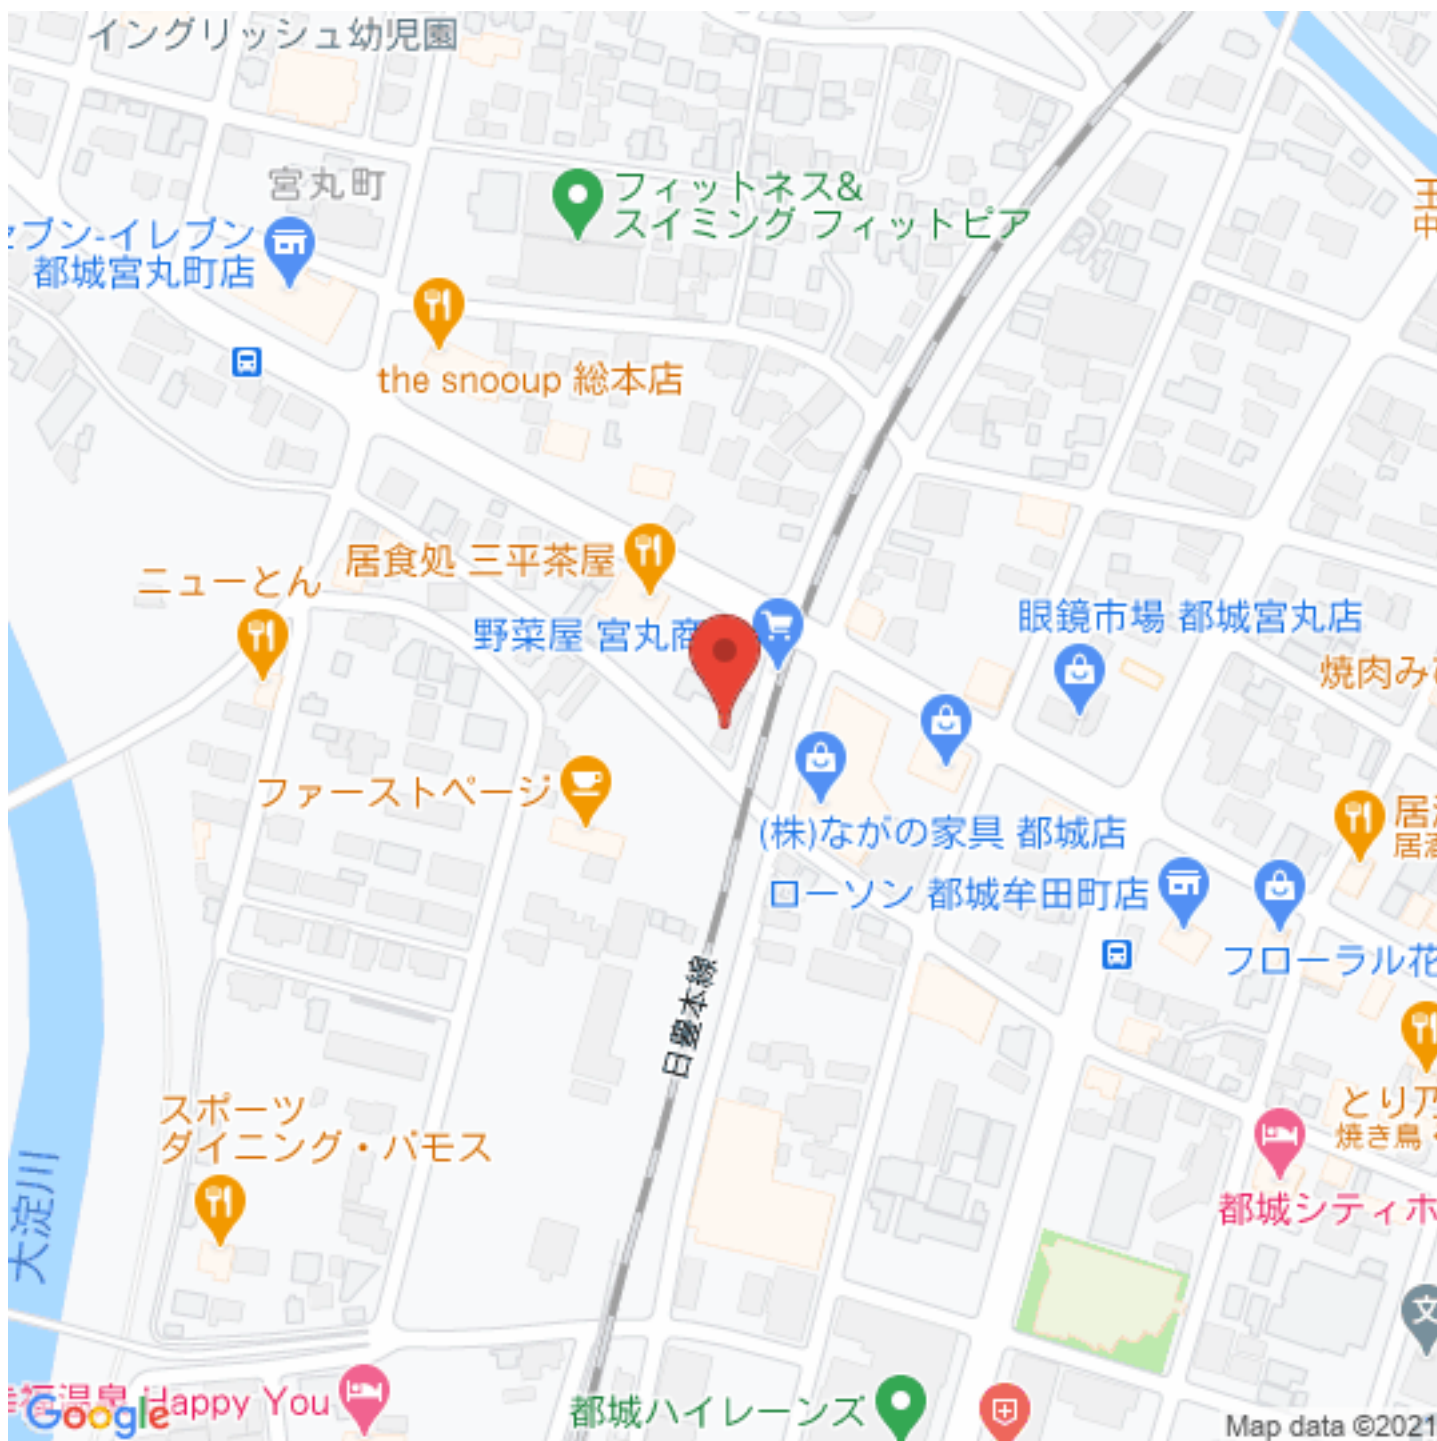 イングリッシュ幼児園
宮丸町
フィットネス&
スイミング フィットピア
ブン-イレブン
都城宮丸町店
the snooup 総本店
居食処 三平茶屋
ニューとん
野菜屋 宮丸商
眼鏡市場 都城宮丸店
焼肉み
ファーストページ
(株)ながの家具 都城店
ローソン 都城牟田町店
フローラル花
日豊本線
スポーツ
ダイニング・バモス
とり乃
焼き鳥
都城シティホ
大淀川
温泉 Happy You
都城ハイレーンズ
文
Google
Map data ©2021